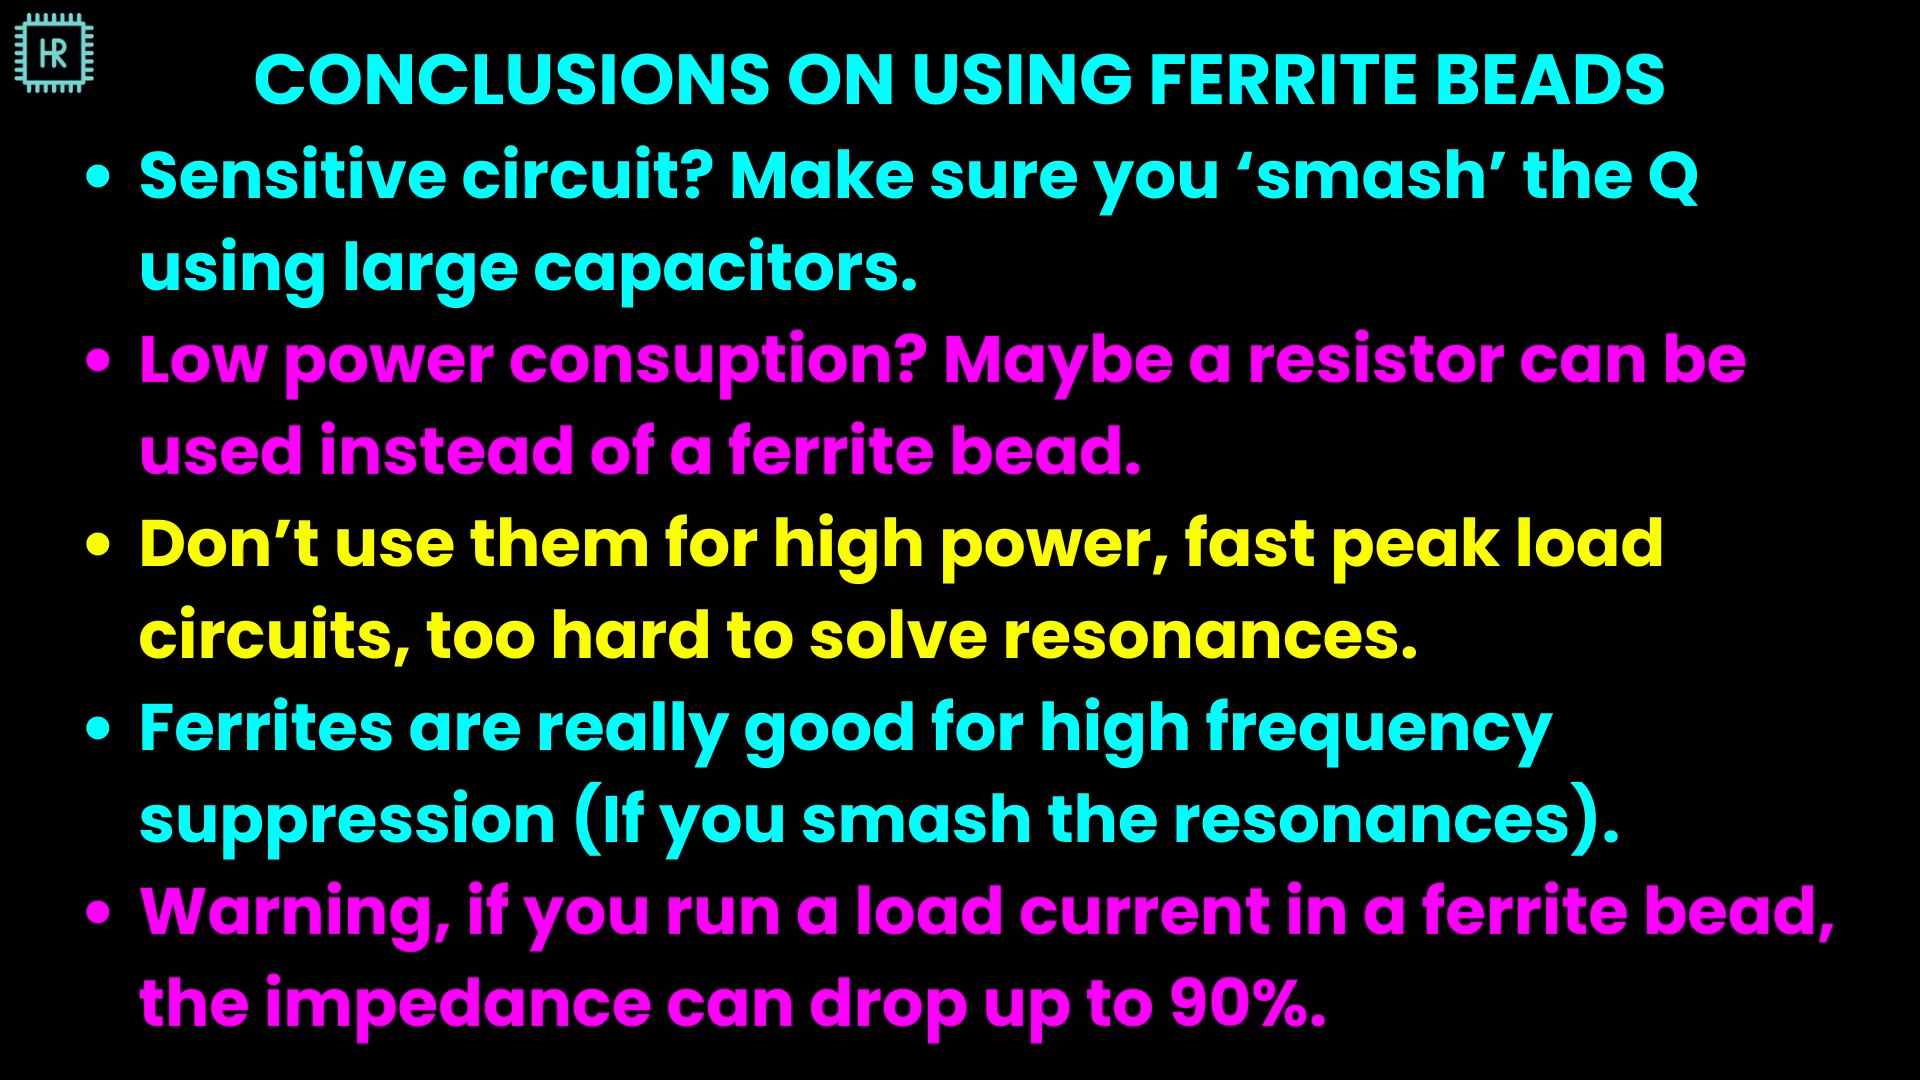 HR
CONCLUSIONS ON USING FERRITE BEADS
• Sensitive circuit? Make sure you ‘smash’ the Q
using large capacitors.
• Low power consuption? Maybe a resistor can be
used instead of a ferrite bead.
• Don’t use them for high power, fast peak load
circuits, too hard to solve resonances.
• Ferrites are really good for high frequency
suppression (If you smash the resonances).
• Warning, if you run a load current in a ferrite bead,
the impedance can drop up to 90%.